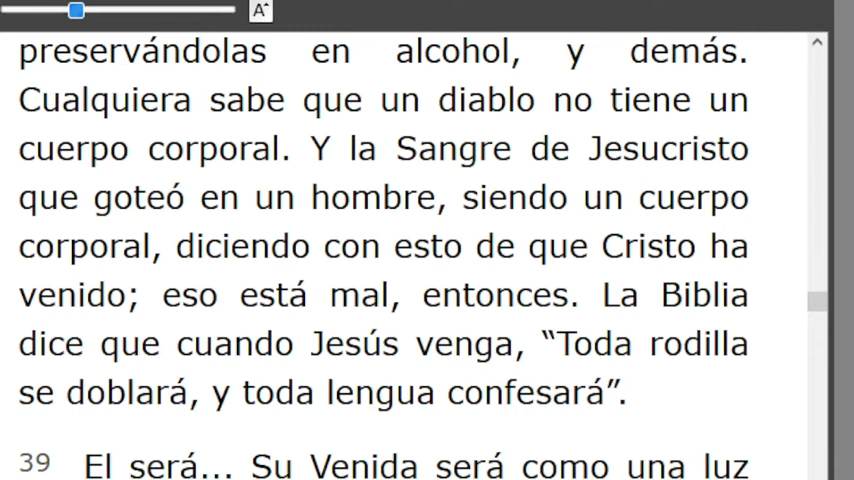 A
preservándolas en alcohol, y demás.
Cualquiera sabe que un diablo no tiene un
cuerpo corporal. Y la Sangre de Jesucristo
que goteó en un hombre, siendo un cuerpo
corporal, diciendo con esto de que Cristo ha
venido; eso está mal, entonces. La Biblia
dice que cuando Jesús venga, “Toda rodilla
se doblará, y toda lengua confesará”.
39 El será... Su Venida será como una luz